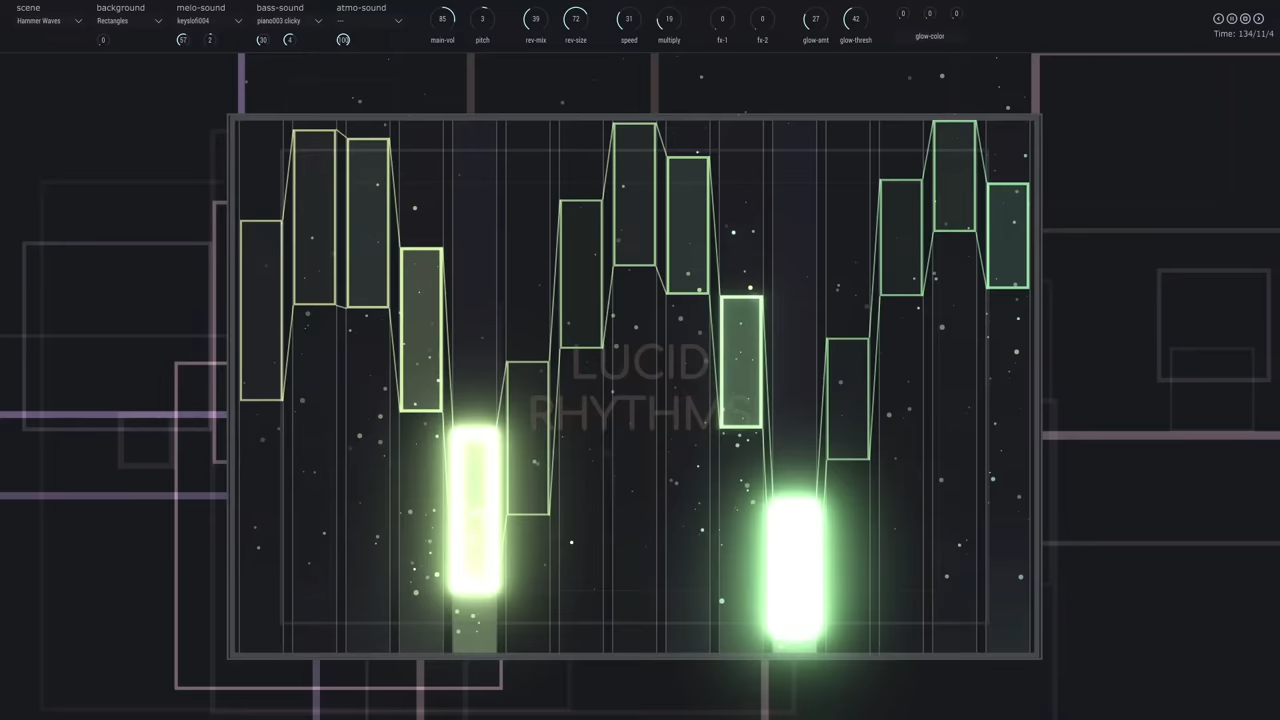 scene
background
melo-sound
bass-sound
atmo-sound
Hammer Waves
Rectangles
keyslofi004
piano003 clicky
---
0
57
2
30
4
100
85
3
39
72
31
19
0
0
27
42
0
0
0
main-vol
pitch
rev-mix
rev-size
speed
multiply
fx-1
fx-2
glow-amt
glow-thresh
glow-color
Time: 134/11/4
LUCID
RHYTHMS